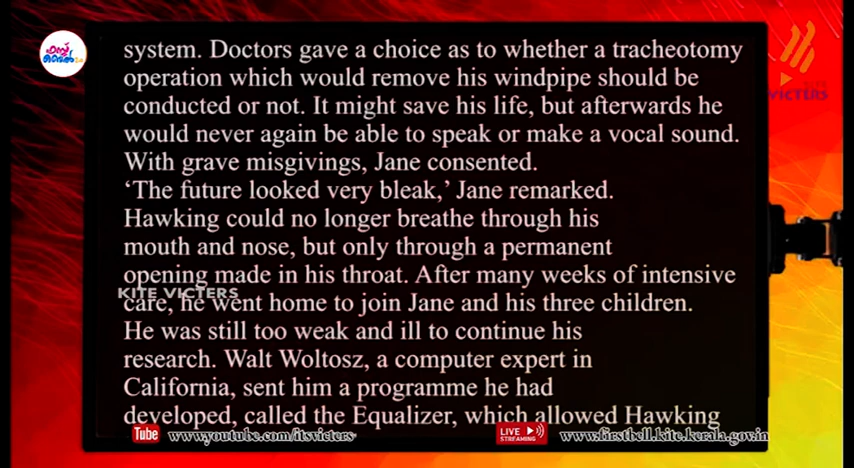 ഫസ്റ്റ്
ബെൽ 2.0
system. Doctors gave a choice as to whether a tracheotomy
operation which would remove his windpipe should be
conducted or not. It might save his life, but afterwards he
would never again be able to speak or make a vocal sound.
With grave misgivings, Jane consented.
‘The future looked very bleak,’ Jane remarked.
Hawking could no longer breathe through his
mouth and nose, but only through a permanent
opening made in his throat. After many weeks of intensive
care, he went home to join Jane and his three children.
He was still too weak and ill to continue his
research. Walt Woltosz, a computer expert in
California, sent him a programme he had
developed, called the Equalizer, which allowed Hawking
KITE
VICTERS
KITE VICTERS
Tube www.youtube.com/itsvicters
LIVE STREAMING www.firstbell.kite.kerala.gov.in